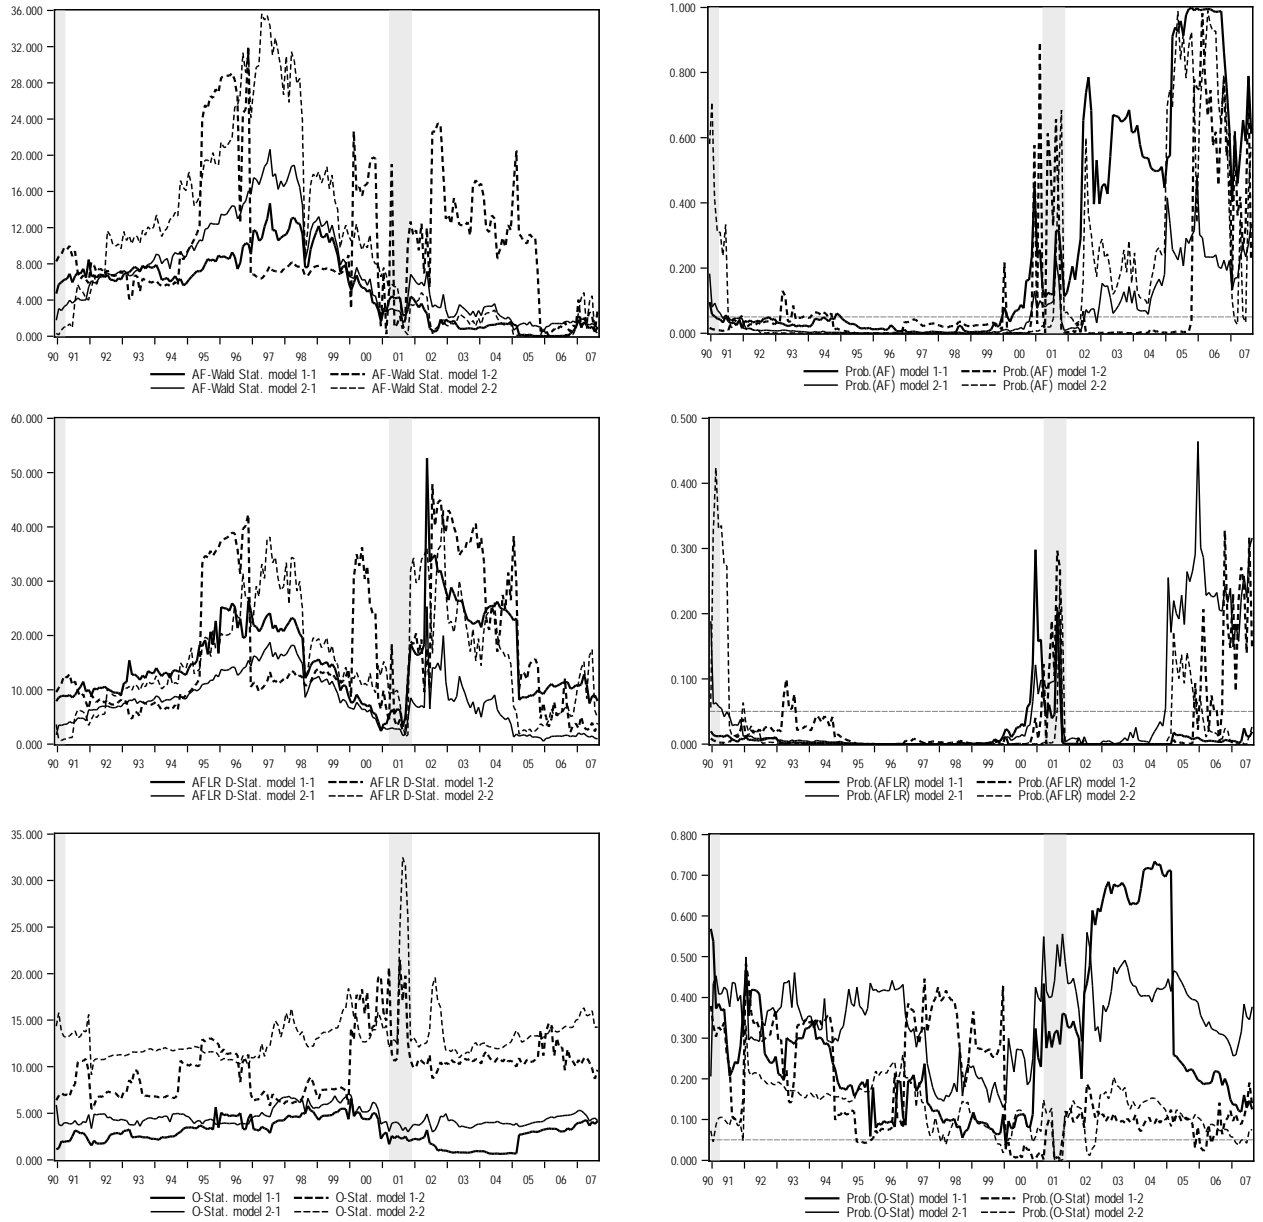 36.000
32.000
28.000
24.000
20.000
16.000
12.000
8.000
4.000
0.000
90 91 92 93 94 95 96 97 98 99 00 01 02 03 04 05 06 07
AF-Wald Stat. model 1-1 AF-Wald Stat. model 1-2
AF-Wald Stat. model 2-1 AF-Wald Stat. model 2-2
1.000
0.800
0.600
0.400
0.200
0.000
90 91 92 93 94 95 96 97 98 99 00 01 02 03 04 05 06 07
Prob.(AF) model 1-1 Prob.(AF) model 1-2
Prob.(AF) model 2-1 Prob.(AF) model 2-2
60.000
50.000
40.000
30.000
20.000
10.000
0.000
90 91 92 93 94 95 96 97 98 99 00 01 02 03 04 05 06 07
AFLR D-Stat. model 1-1 AFLR D-Stat. model 1-2
AFLR D-Stat. model 2-1 AFLR D-Stat. model 2-2
0.500
0.400
0.300
0.200
0.100
0.000
90 91 92 93 94 95 96 97 98 99 00 01 02 03 04 05 06 07
Prob.(AFLR) model 1-1 Prob.(AFLR) model 1-2
Prob.(AFLR) model 2-1 Prob.(AFLR) model 2-2
35.000
30.000
25.000
20.000
15.000
10.000
5.000
0.000
90 91 92 93 94 95 96 97 98 99 00 01 02 03 04 05 06 07
O-Stat. model 1-1 O-Stat. model 1-2
O-Stat. model 2-1 O-Stat. model 2-2
0.800
0.700
0.600
0.500
0.400
0.300
0.200
0.100
0.000
90 91 92 93 94 95 96 97 98 99 00 01 02 03 04 05 06 07
Prob.(O-Stat) model 1-1 Prob.(O-Stat) model 1-2
Prob.(O-Stat) model 2-1 Prob.(O-Stat) model 2-2